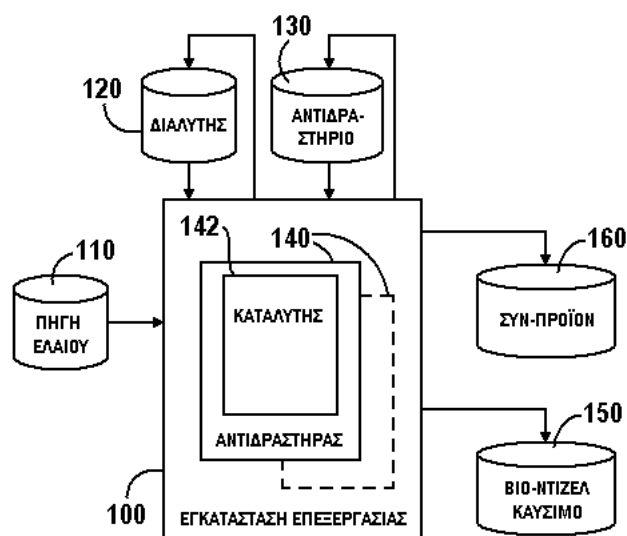 130
120
ΔΙΑΛΥΤΗΣ
ΑΝΤΙΔΡΑ-
ΣΤΗΡΙΟ
142
140
110
160
ΠΗΓΗ
ΕΛΑΙΟΥ
ΚΑΤΑΛΥΤΗΣ
ΣΥΝ-ΠΡΟΪΟΝ
ΑΝΤΙΔΡΑΣΤΗΡΑΣ
150
100
ΕΓΚΑΤΑΣΤΑΣΗ ΕΠΕΞΕΡΓΑΣΙΑΣ
ΒΙΟ-ΝΤΙΖΕΛ
ΚΑΥΣΙΜΟ